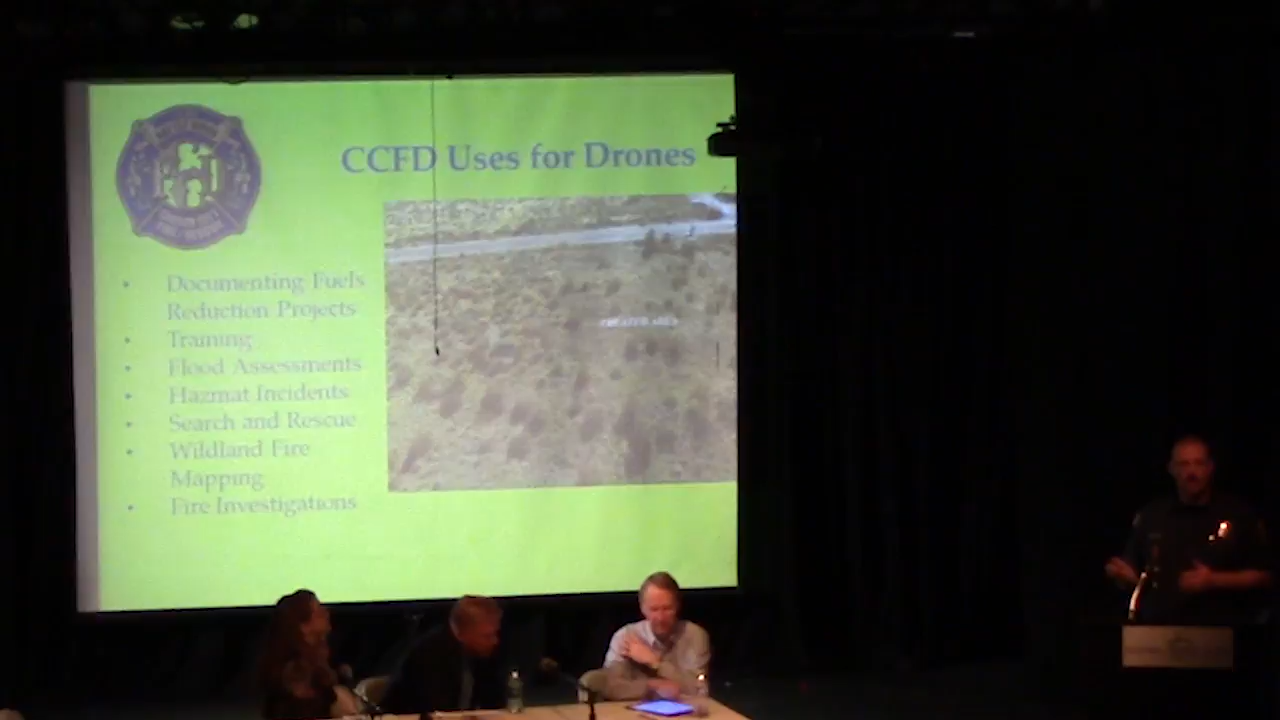 CCFD Uses for Drones
• Documenting Fuels
Reduction Projects
• Training
• Flood Assessments
• Hazmat Incidents
• Search and Rescue
• Wildland Fire
Mapping
• Fire Investigations